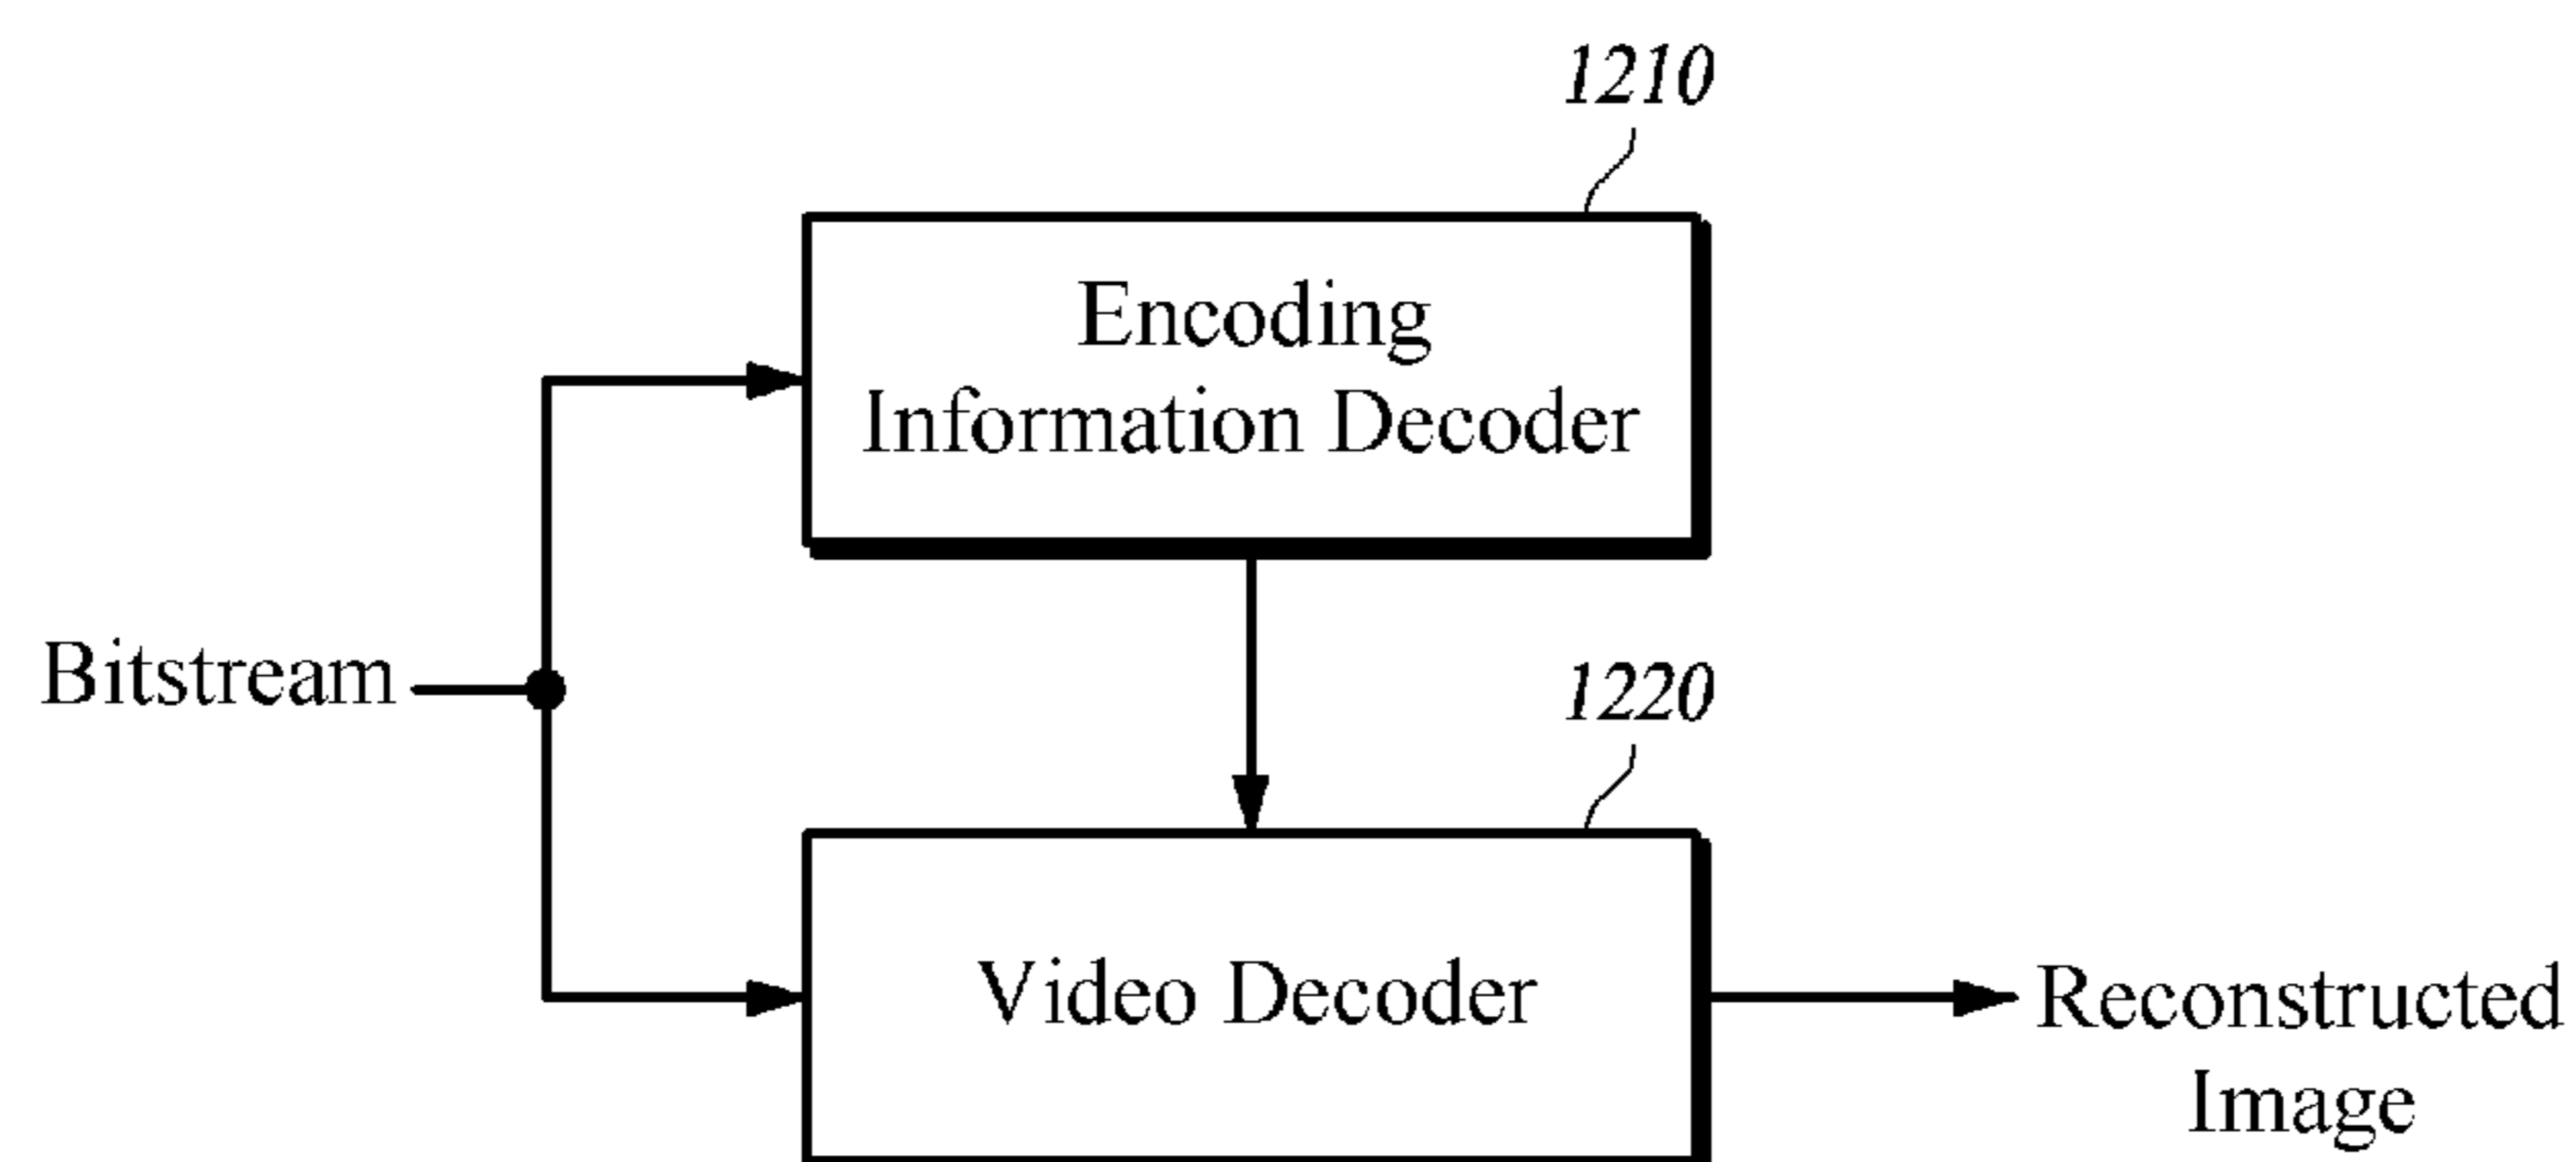 1210
Encoding
Information Decoder
Bitstream
1220
Video Decoder
Reconstructed
Image